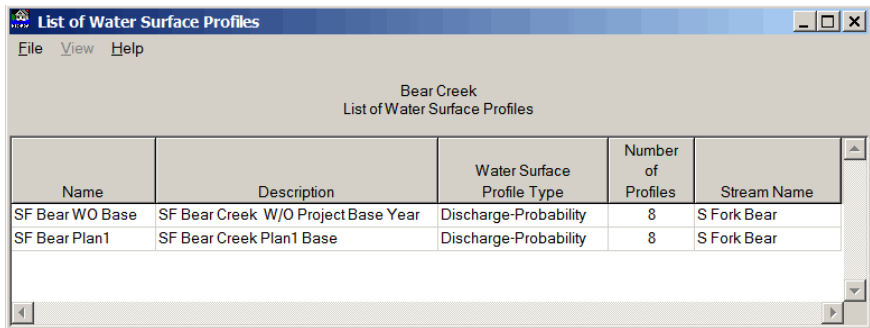 List of Water Surface Profiles
File View Help
Bear Creek
List of Water Surface Profiles
Name Description Water Surface Profile Type Number of Profiles Stream Name
SF Bear WO Base SF Bear Creek W/O Project Base Year Discharge-Probability 8 S Fork Bear
SF Bear Plan1 SF Bear Creek Plan1 Base Discharge-Probability 8 S Fork Bear